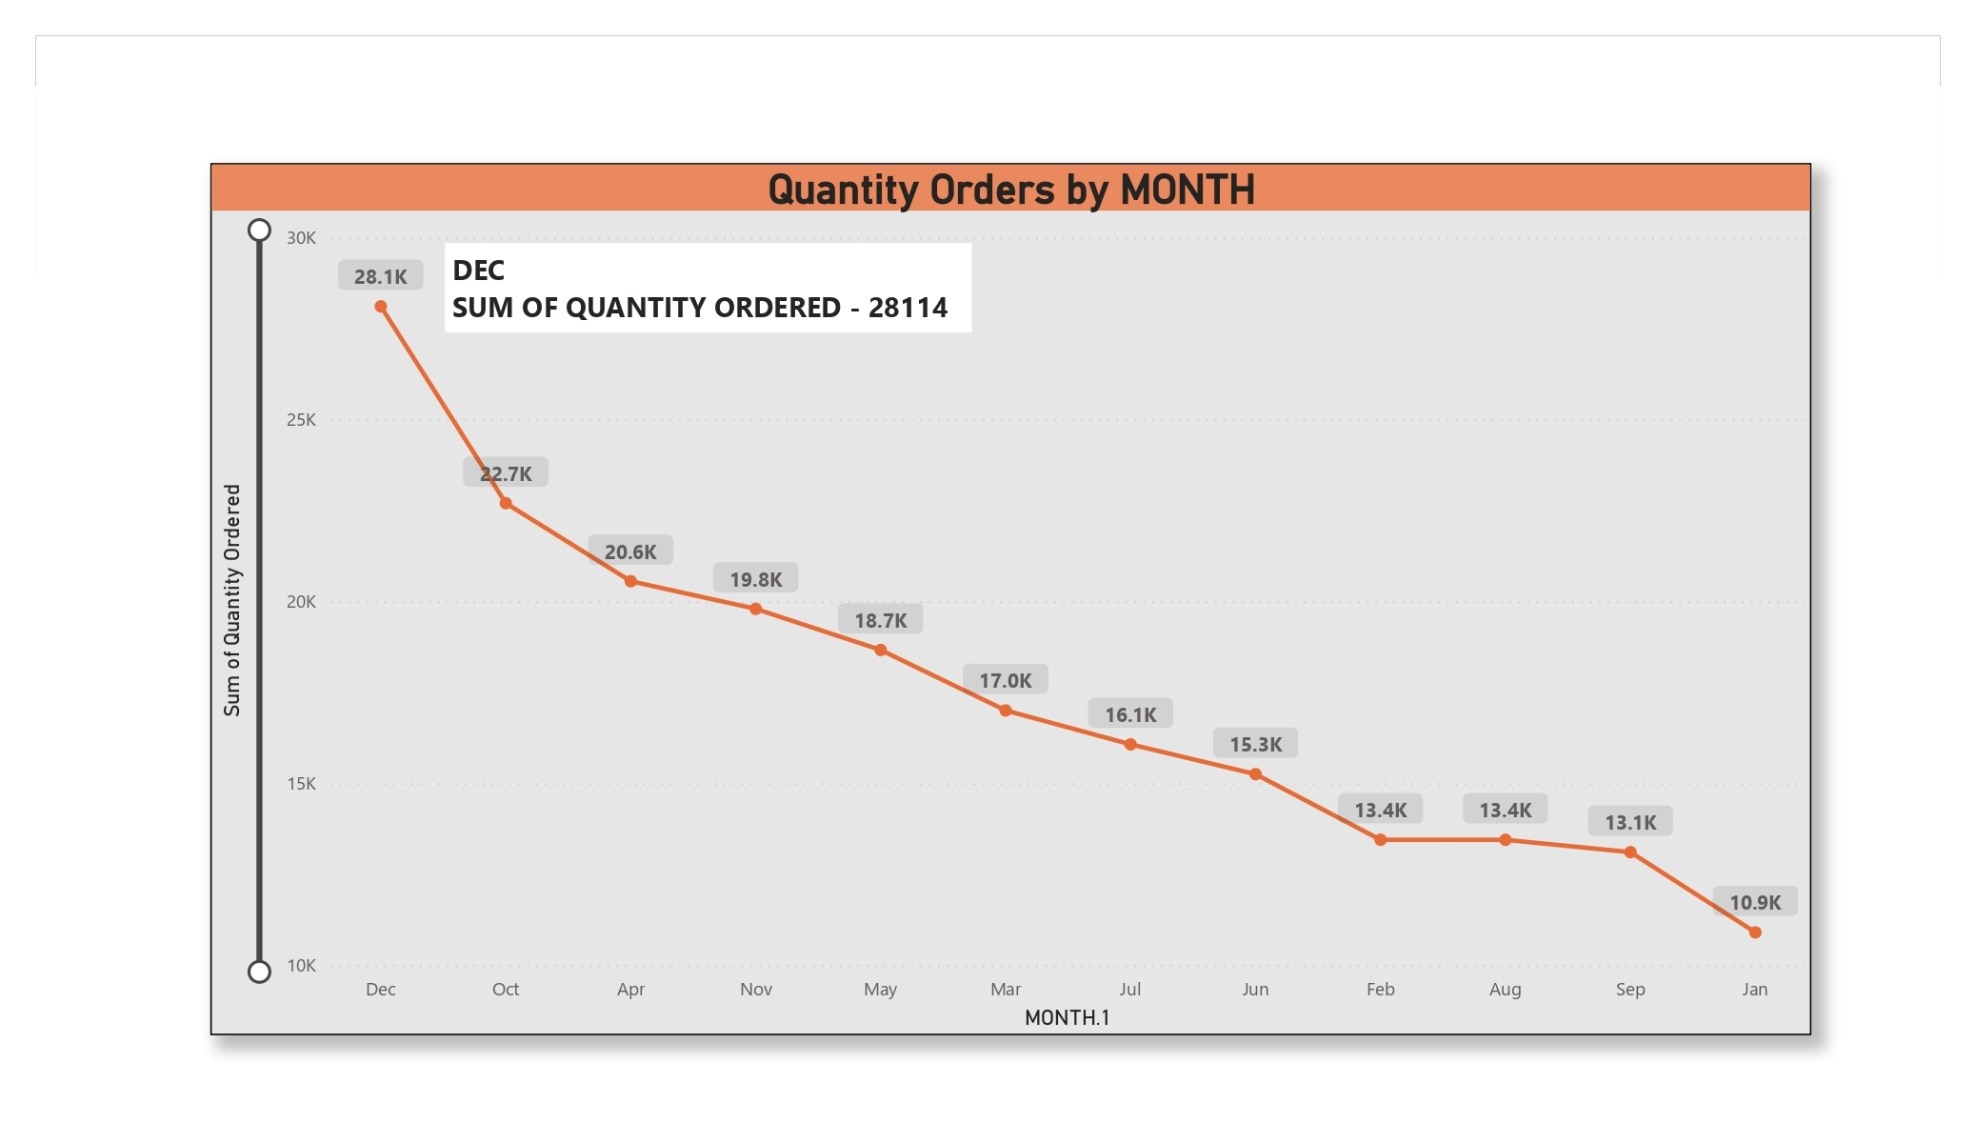 Quantity Orders by MONTH
30K
28.1K
DEC
SUM OF QUANTITY ORDERED - 28114
25K
22.7K
20.6K
19.8K
20K
18.7K
17.0K
16.1K
15.3K
15K
13.4K
13.4K
13.1K
10.9K
10K
Sum of Quantity Ordered
Dec Oct Apr Nov May Mar Jul Jun Feb Aug Sep Jan
MONTH.1